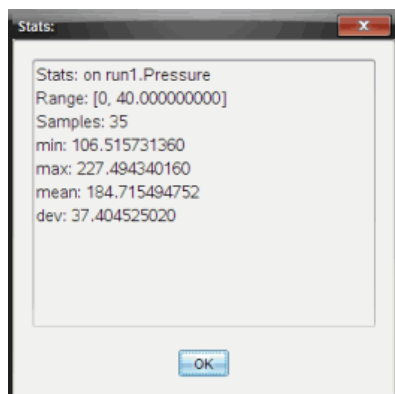 Stats:
Stats: on run1.Pressure
Range: [0, 40.000000000]
Samples: 35
min: 106.515731360
max: 227.494340160
mean: 184.715494752
dev: 37.404525020
OK